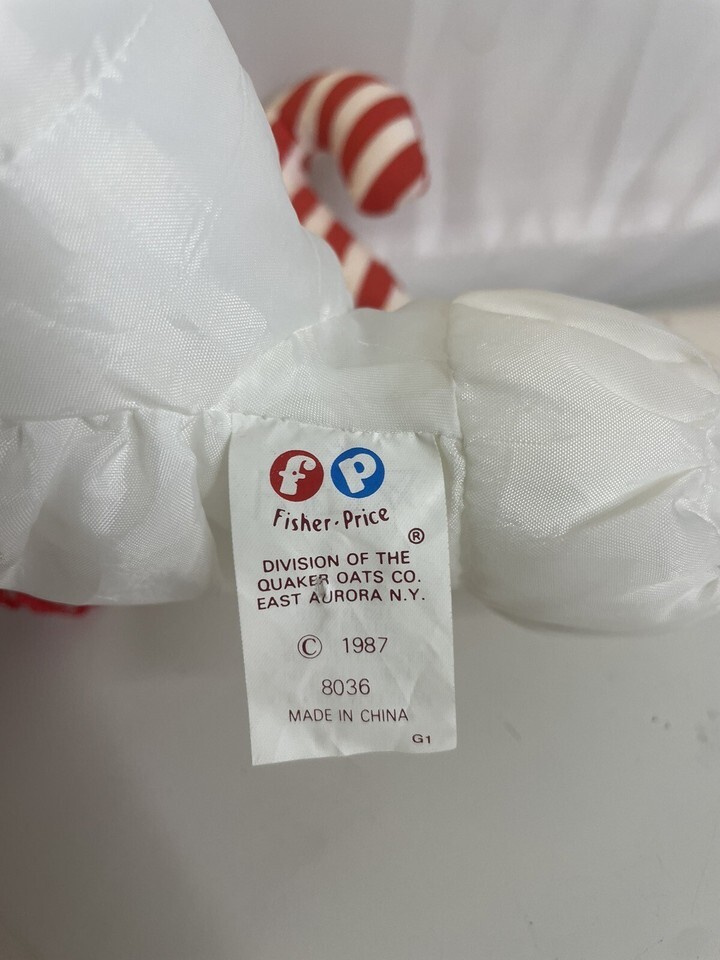 fp
Fisher-Price ®
DIVISION OF THE
QUAKER OATS CO.
EAST AURORA N.Y.
© 1987
8036
MADE IN CHINA
G1